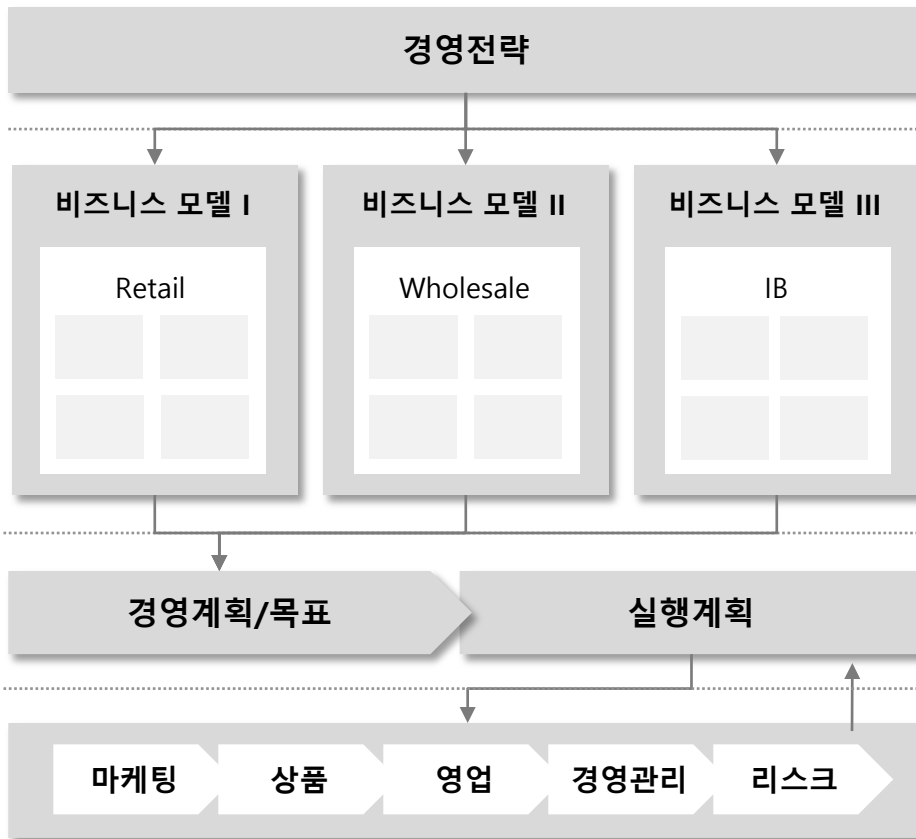 경영전략
비즈니스 모델 I
비즈니스 모델 II
비즈니스 모델 III
Retail
Wholesale
IB
경영계획/목표
실행계획
마케팅
상품
영업
경영관리
리스크